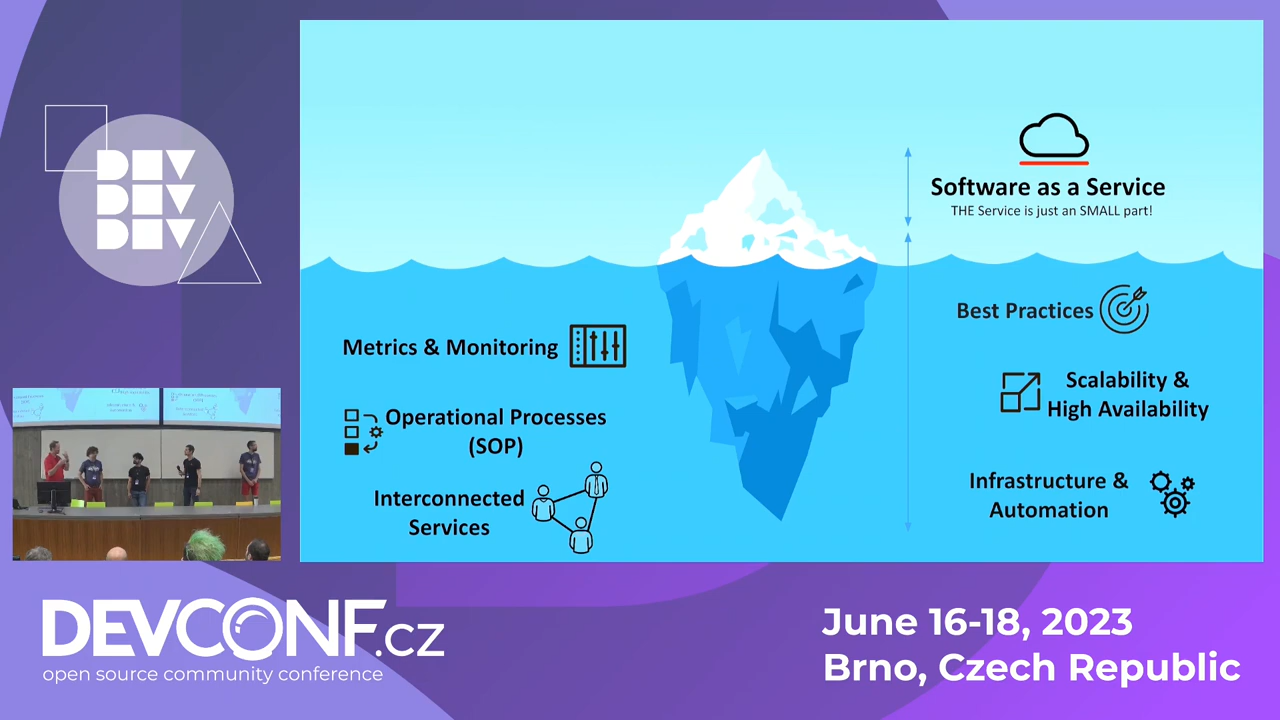 DEV
DEV
DEV
Software as a Service
THE Service is just an SMALL part!
Best Practices
Metrics & Monitoring
Scalability &
High Availability
Operational Processes
(SOP)
Infrastructure &
Automation
Interconnected
Services
DEVCONF.cz
open source community conference
June 16-18, 2023
Brno, Czech Republic